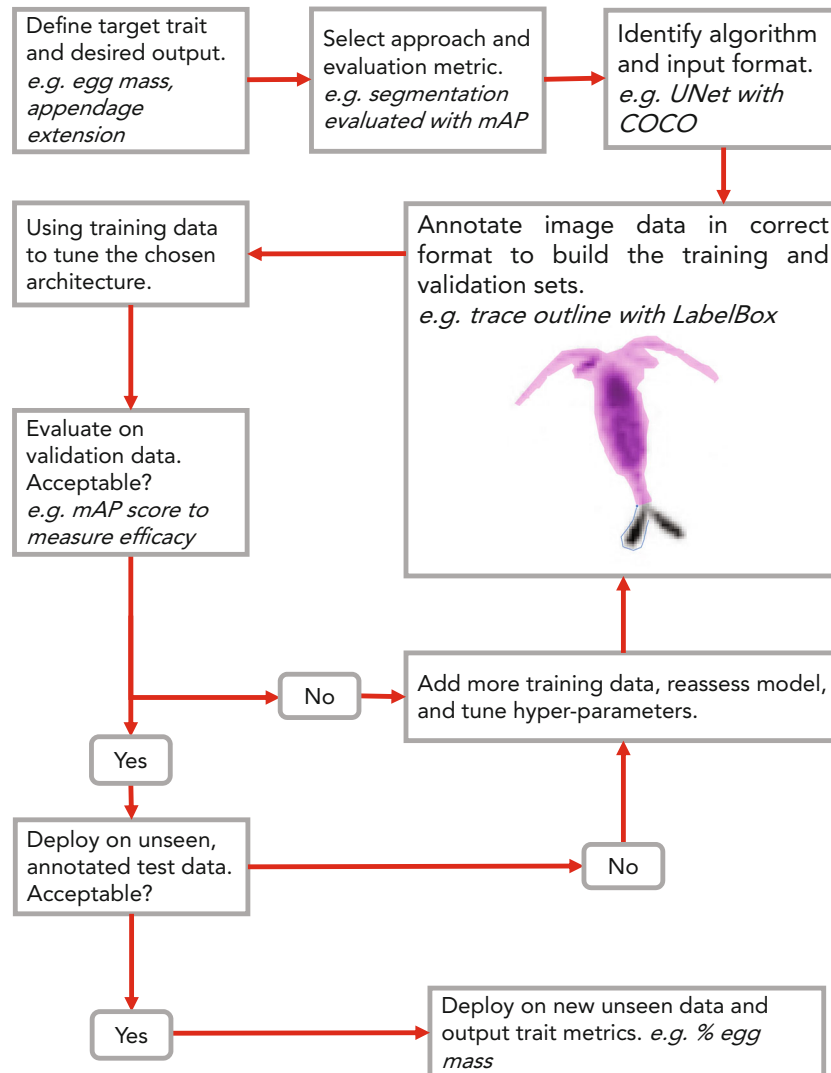 Define target trait
and desired output.
e.g. egg mass,
appendage
extension
Select approach and
evaluation metric.
e.g. segmentation
evaluated with mAP
Identify algorithm
and input format.
e.g. UNet with
COCO
Annotate image data in correct
format to build the training and
validation sets.
e.g. trace outline with LabelBox
Using training data
to tune the chosen
architecture.
Evaluate on
validation data.
Acceptable?
e.g. mAP score to
measure efficacy
No
Add more training data, reassess model,
and tune hyper-parameters.
Yes
Deploy on unseen,
annotated test data.
Acceptable?
No
Yes
Deploy on new unseen data and
output trait metrics. e.g. % egg
mass